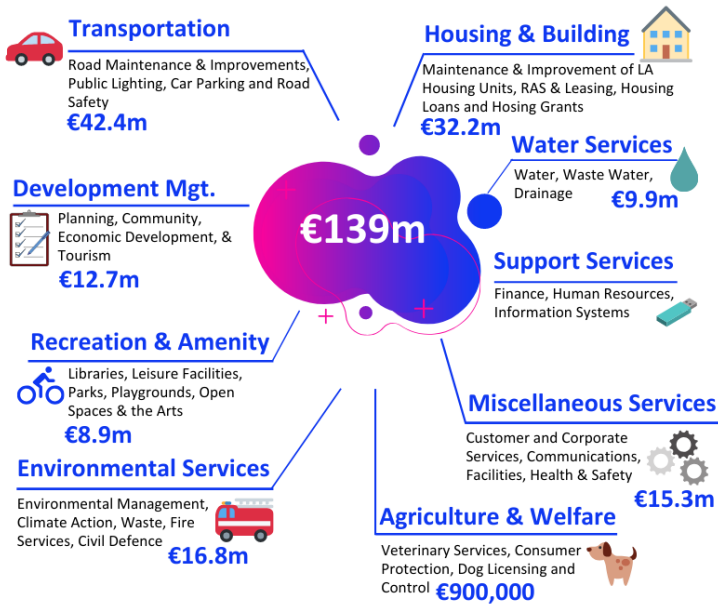 Transportation
Road Maintenance & Improvements,
Public Lighting, Car Parking and Road
Safety
€42.4m
Housing & Building
Maintenance & Improvement of LA
Housing Units, RAS & Leasing, Housing
Loans and Hosing Grants
€32.2m
Water Services
Water, Waste Water,
Drainage
€9.9m
Development Mgt.
Planning, Community,
Economic Development, &
Tourism
€12.7m
€139m
Support Services
Finance, Human Resources,
Information Systems
Recreation & Amenity
Libraries, Leisure Facilities,
Parks, Playgrounds, Open
Spaces & the Arts
€8.9m
Miscellaneous Services
Customer and Corporate
Services, Communications,
Facilities, Health & Safety
€15.3m
Environmental Services
Environmental Management,
Climate Action, Waste, Fire
Services, Civil Defence
€16.8m
Agriculture & Welfare
Veterinary Services, Consumer
Protection, Dog Licensing and
Control €900,000